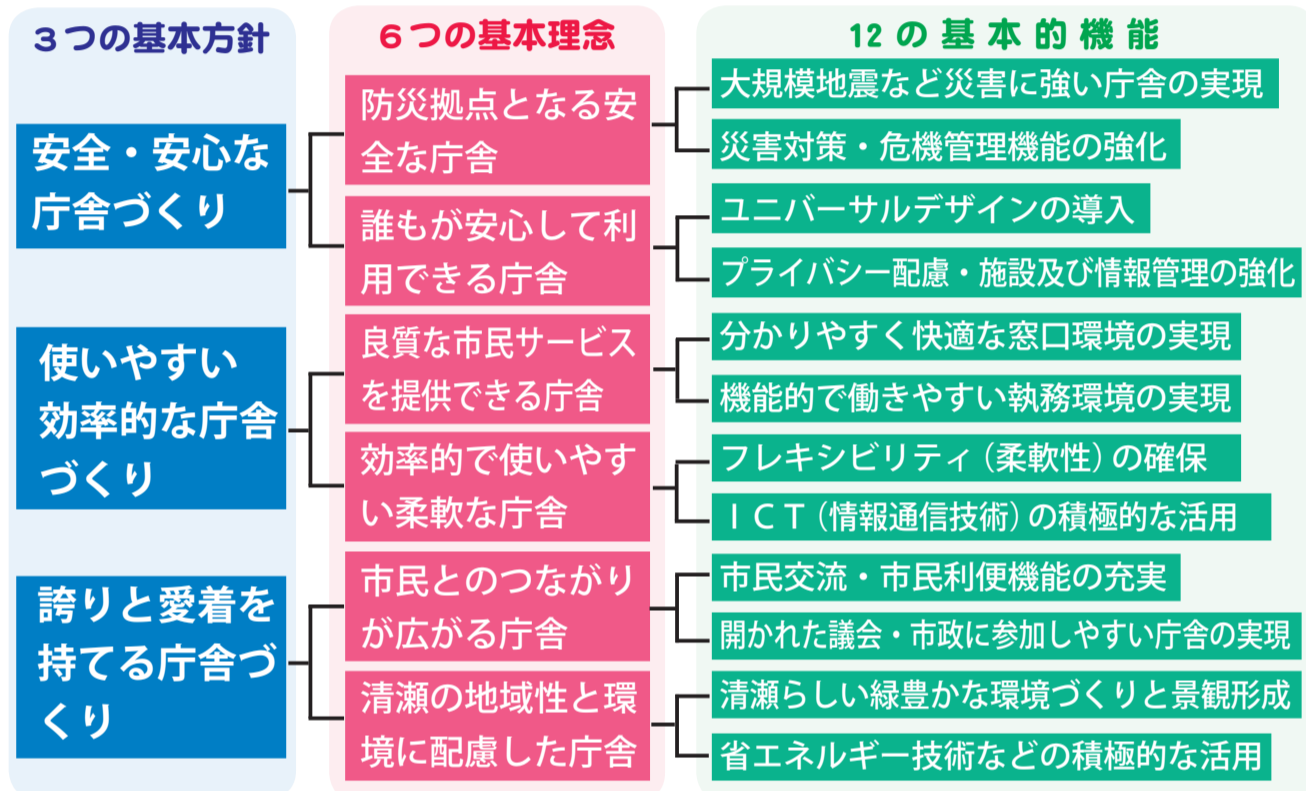 3つの基本方針
安全・安心な
庁舎づくり
使いやすい
効率的な庁舎
づくり
誇りと愛着を
持てる庁舎づ
くり
6つの基本理念
防災拠点となる安
全な庁舎
誰もが安心して利
用できる庁舎
良質な市民サービス
を提供できる庁舎
効率的で使いやす
い柔軟な庁舎
市民とのつながり
が広がる庁舎
清瀬の地域性と環
境に配慮した庁舎
12の基本的機能
大規模地震など災害に強い庁舎の実現
災害対策・危機管理機能の強化
ユニバーサルデザインの導入
プライバシー配慮・施設及び情報管理の強化
分かりやすく快適な窓口環境の実現
機能的で働きやすい執務環境の実現
フレキシビリティ(柔軟性)の確保
ICT(情報通信技術)の積極的な活用
市民交流・市民利便機能の充実
開かれた議会・市政に参加しやすい庁舎の実現
清瀬らしい緑豊かな環境づくりと景観形成
省エネルギー技術などの積極的な活用